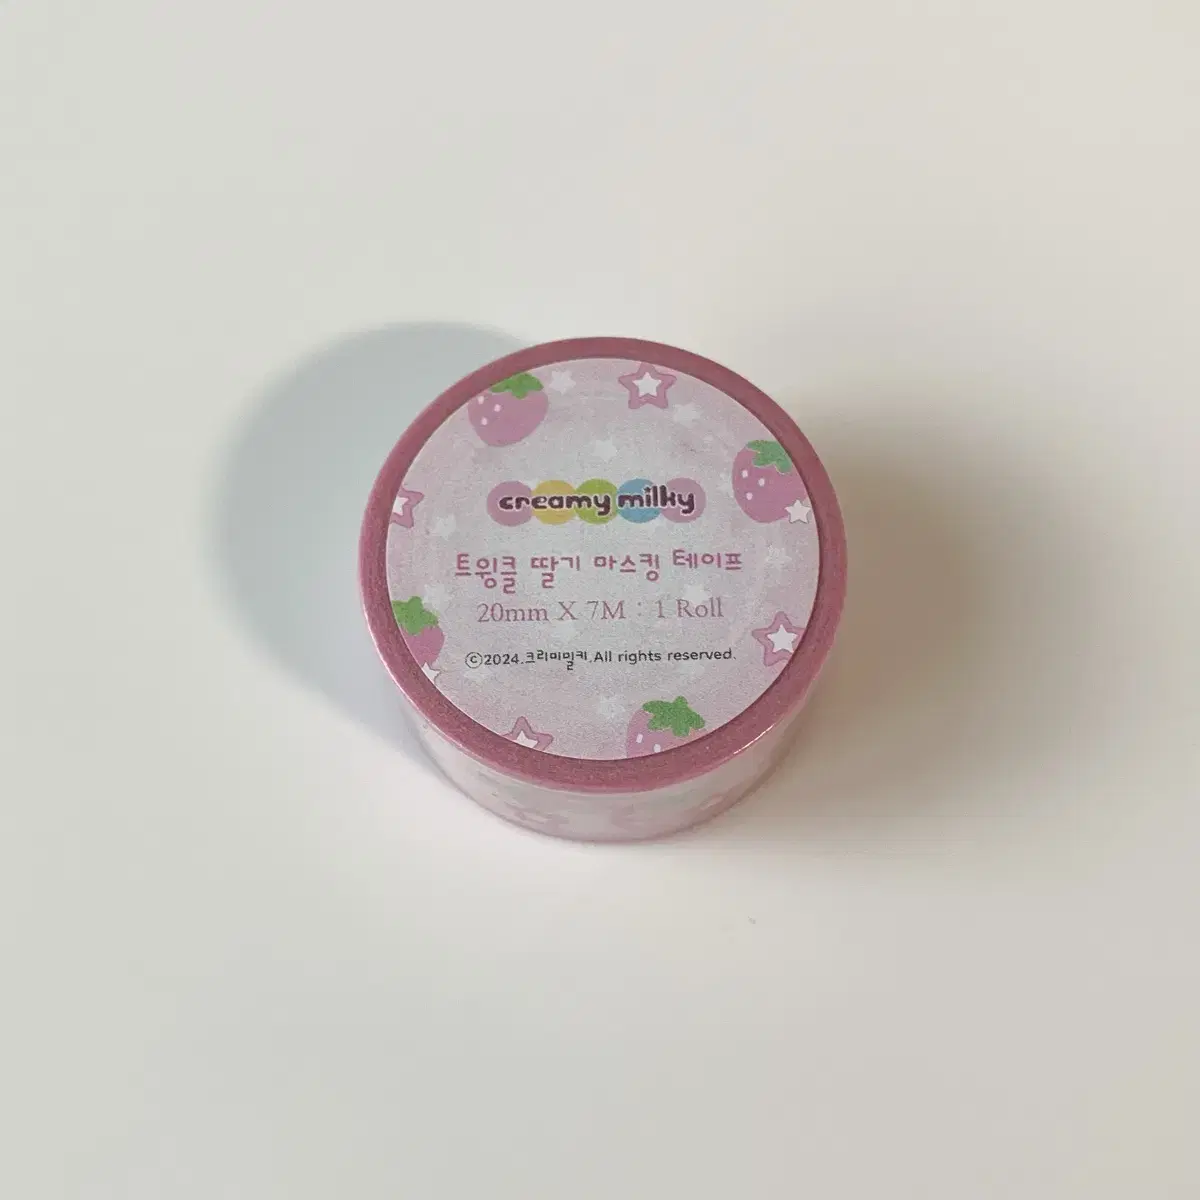 creamy milky
트윙클 딸기 마스킹 테이프
20mm X 7M : 1 Roll
ⓒ2024.크리미밀키.All rights reserved.